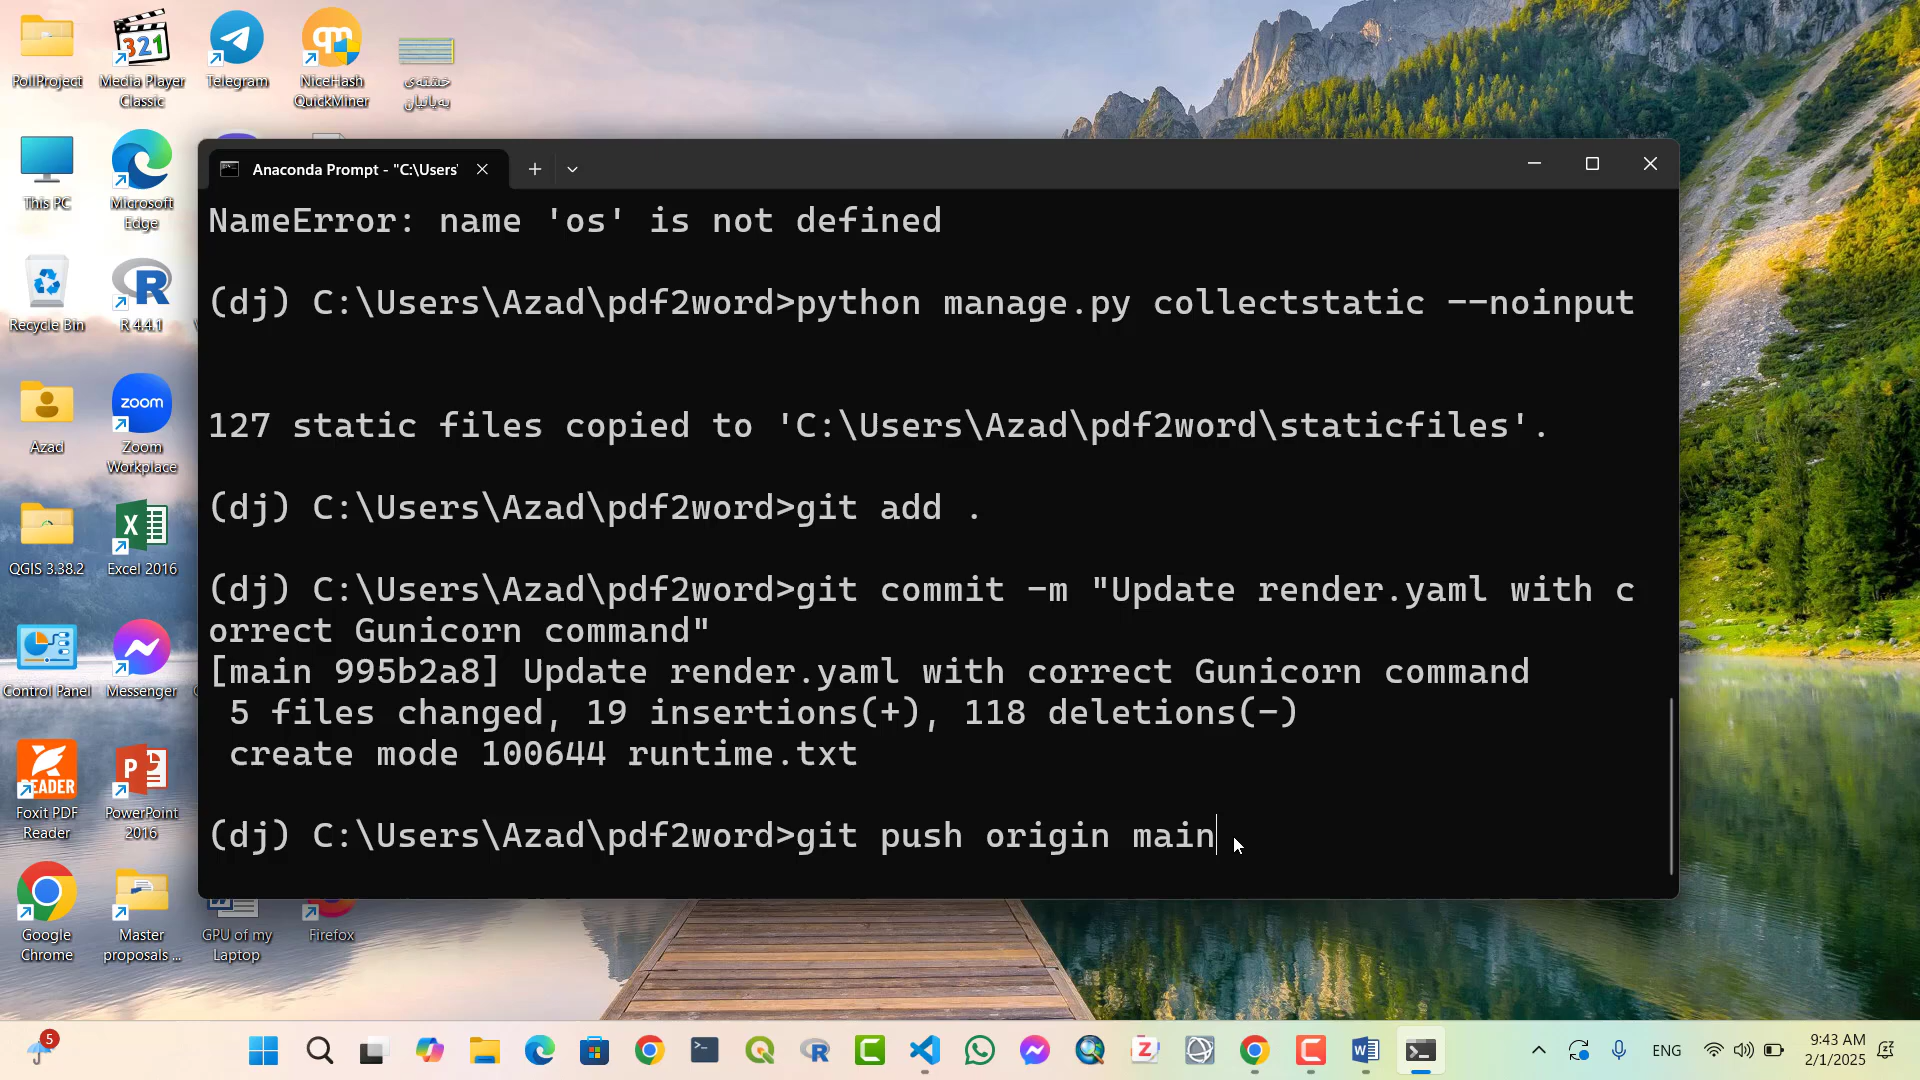 PollProject
Media Player
Classic
Telegram
NiceHash
QuickMiner
This PC
Microsoft
Edge
Recycle Bin
R 4.4.1
Azad
Zoom
Workplace
QGIS 3.38.2
Excel 2016
Control Panel
Messenger
Foxit PDF
Reader
PowerPoint
2016
Google
Chrome
Master
proposals ...
GPU of my
Laptop
Firefox
321
qm
zoom
READER
Anaconda Prompt - "C:\Users\
NameError: name 'os' is not defined
(dj) C:\Users\Azad\pdf2word>python manage.py collectstatic --noinput
127 static files copied to 'C:\Users\Azad\pdf2word\staticfiles'.
(dj) C:\Users\Azad\pdf2word>git add .
(dj) C:\Users\Azad\pdf2word>git commit -m "Update render.yaml with c
orrect Gunicorn command"
[main 995b2a8] Update render.yaml with correct Gunicorn command
 5 files changed, 19 insertions(+), 118 deletions(-)
 create mode 100644 runtime.txt
(dj) C:\Users\Azad\pdf2word>git push origin main
5
ENG
9:43 AM
2/1/2025